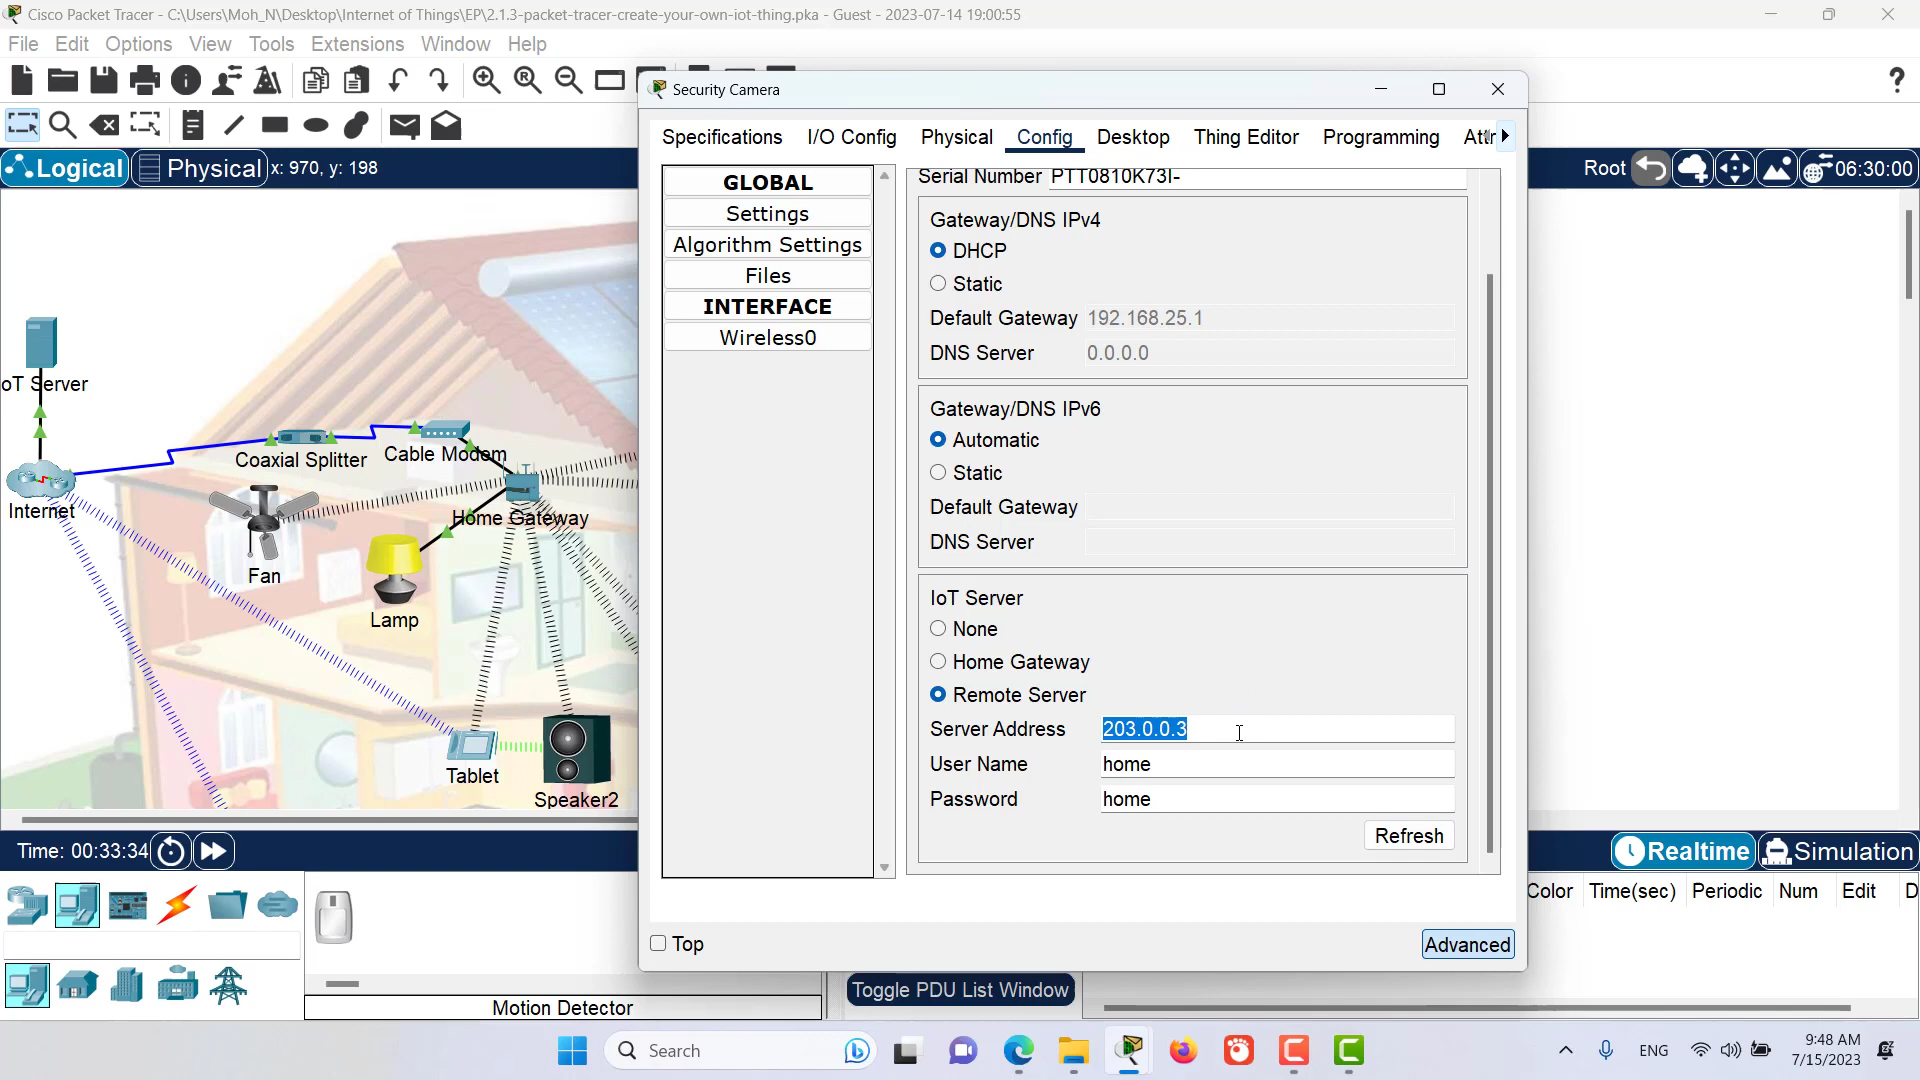 Cisco Packet Tracer - C:\Users\Moh_N\Desktop\Internet of Things\EP\2.1.3-packet-tracer-create-your-own-iot-thing.pka - Guest - 2023-07-14 19:00:55
File Edit Options View Tools Extensions Window Help
Logical Physical x: 970, y: 198
Root 06:30:00
Security Camera
Specifications I/O Config Physical Config Desktop Thing Editor Programming Attr
GLOBAL
Settings
Algorithm Settings
Files
INTERFACE
Wireless0
Serial Number PTT0810K73I-
Gateway/DNS IPv4
DHCP
Static
Default Gateway 192.168.25.1
DNS Server 0.0.0.0
Gateway/DNS IPv6
Automatic
Static
Default Gateway
DNS Server
IoT Server
None
Home Gateway
Remote Server
Server Address 203.0.0.3
User Name home
Password home
Refresh
Top
Advanced
oT Server
Coaxial Splitter
Cable Modem
Internet
Home Gateway
Fan
Lamp
Tablet
Speaker2
Time: 00:33:34
Realtime Simulation
Color Time(sec) Periodic Num Edit D
Motion Detector
Toggle PDU List Window
Search
ENG
9:48 AM
7/15/2023